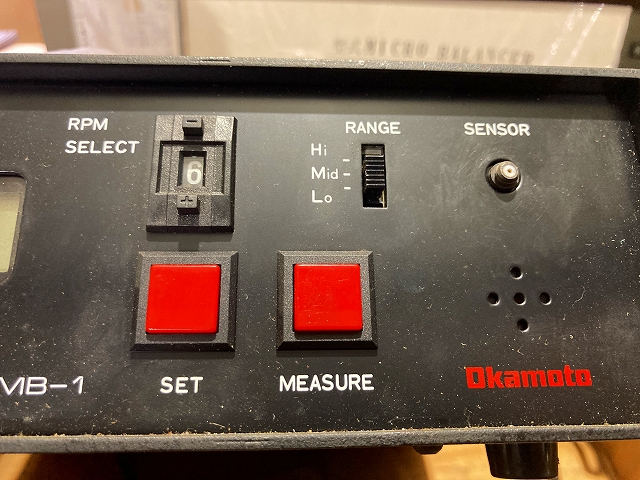 MICRO BALANCER
RPM
SELECT
6
RANGE
Hi
Mid
Lo
SENSOR
SET
MEASURE
MB-1
Okamoto